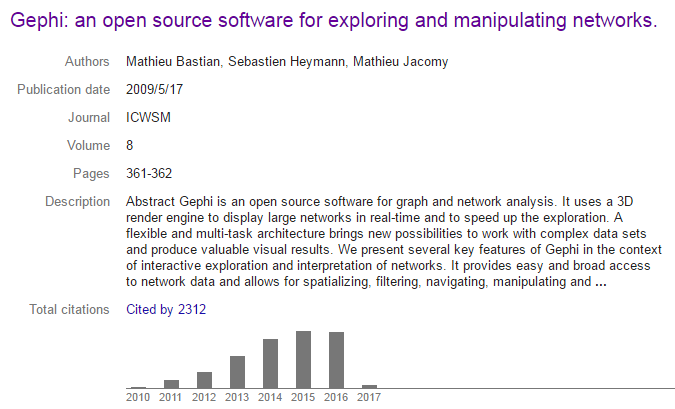 Gephi: an open source software for exploring and manipulating networks.
Authors Mathieu Bastian, Sebastien Heymann, Mathieu Jacomy
Publication date 2009/5/17
Journal ICWSM
Volume 8
Pages 361-362
Description Abstract Gephi is an open source software for graph and network analysis. It uses a 3D
render engine to display large networks in real-time and to speed up the exploration. A
flexible and multi-task architecture brings new possibilities to work with complex data sets
and produce valuable visual results. We present several key features of Gephi in the context
of interactive exploration and interpretation of networks. It provides easy and broad access
to network data and allows for spatializing, filtering, navigating, manipulating and ...
Total citations Cited by 2312
2010 2011 2012 2013 2014 2015 2016 2017